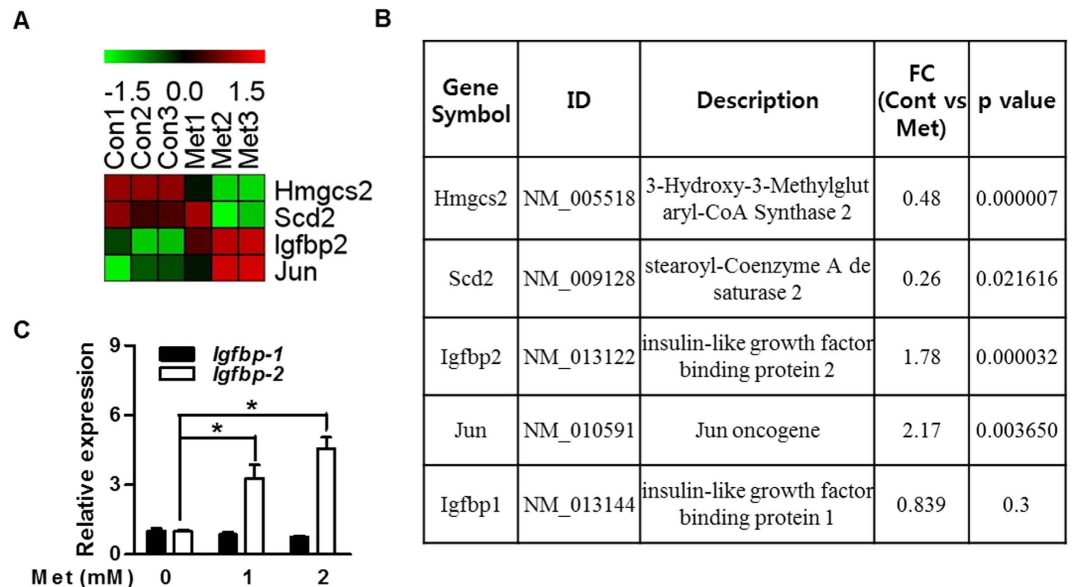 A
-1.5 0.0 1.5
Con1
Con2
Con3
Met1
Met2
Met3
Hmgcs2
Scd2
Igfbp2
Jun
B
Gene Symbol
ID
Description
FC
(Cont vs
Met)
p value
Hmgcs2
NM_005518
3-Hydroxy-3-Methylglut
aryl-CoA Synthase 2
0.48
0.000007
Scd2
NM_009128
stearoyl-Coenzyme A de
saturase 2
0.26
0.021616
Igfbp2
NM_013122
insulin-like growth factor
binding protein 2
1.78
0.000032
Jun
NM_010591
Jun oncogene
2.17
0.003650
Igfbp1
NM_013144
insulin-like growth factor
binding protein 1
0.839
0.3
C
Relative expression
9
6
3
0
Igfbp-1
Igfbp-2
*
*
Met (mM) 0 1 2